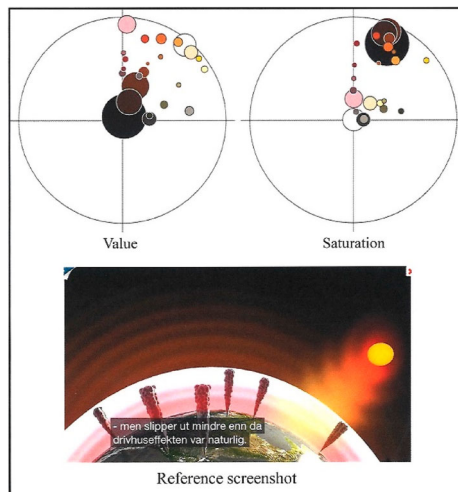 Value
Saturation
- men slipper ut mindre enn da
drivhuseffekten var naturlig.
Reference screenshot